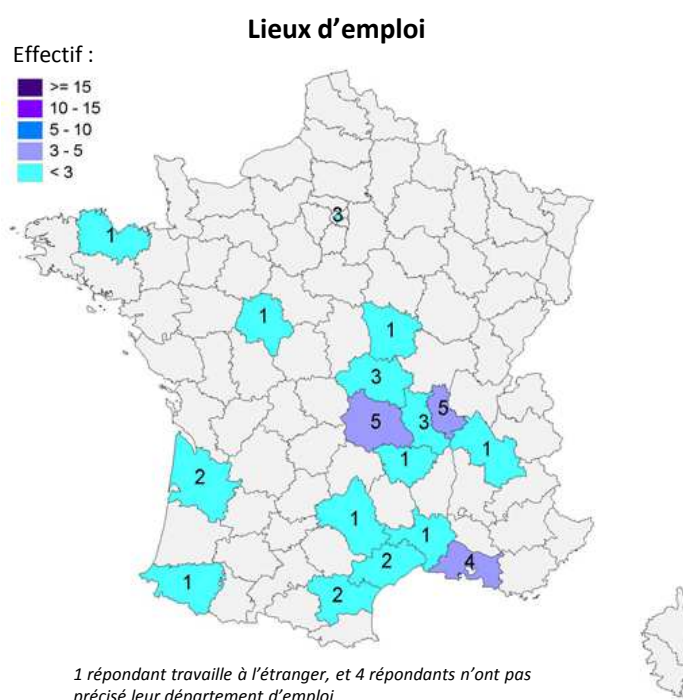 Lieux d’emploi
Effectif :
>= 15
10 - 15
5 - 10
3 - 5
< 3
3
1
1
1
3
5
3
5
1
1
2
1
1
2
4
1
2
1 répondant travaille à l’étranger, et 4 répondants n’ont pas
précisé leur département d’emploi